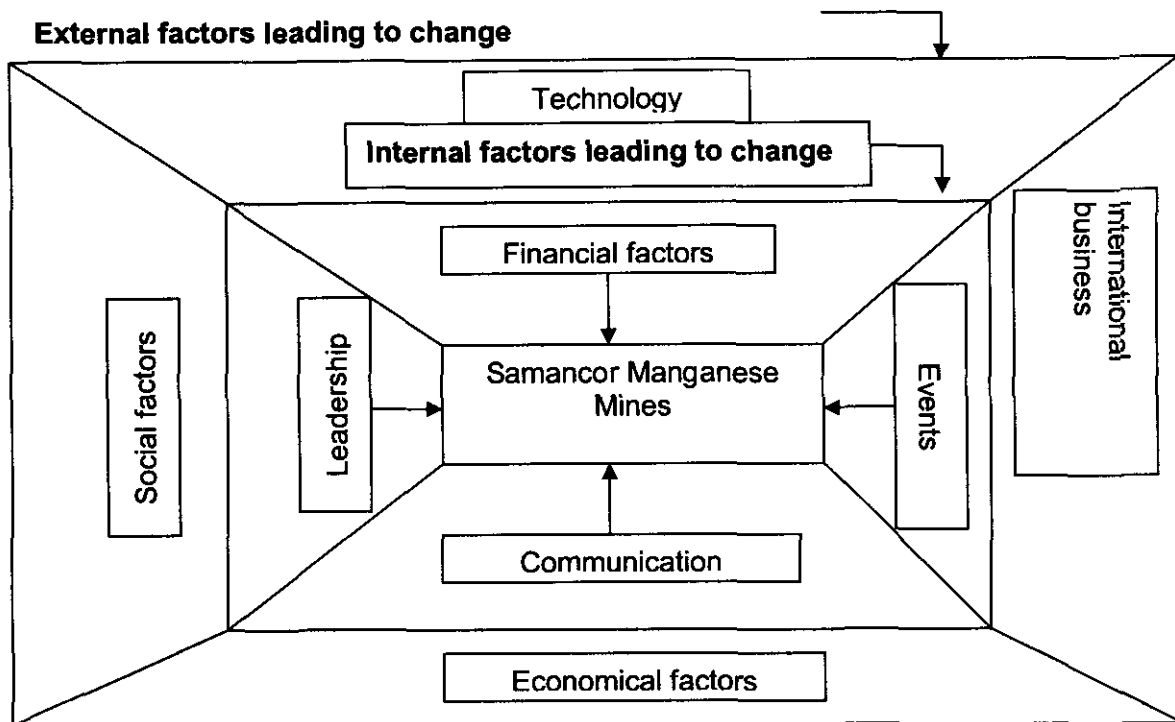 External factors leading to change
Technology
Internal factors leading to change
International
business
Financial factors
Social factors
Leadership
Samancor Manganese
Mines
Events
Communication
Economical factors